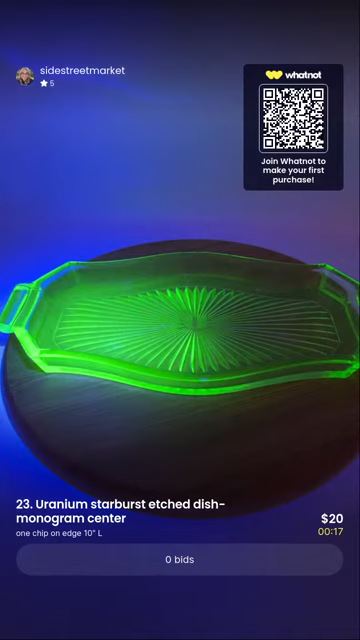 sidestreetmarket
5
whatnot
Join Whatnot to
make your first
purchase!
23. Uranium starburst etched dish-
monogram center
$20
one chip on edge 10" L
00:17
0 bids